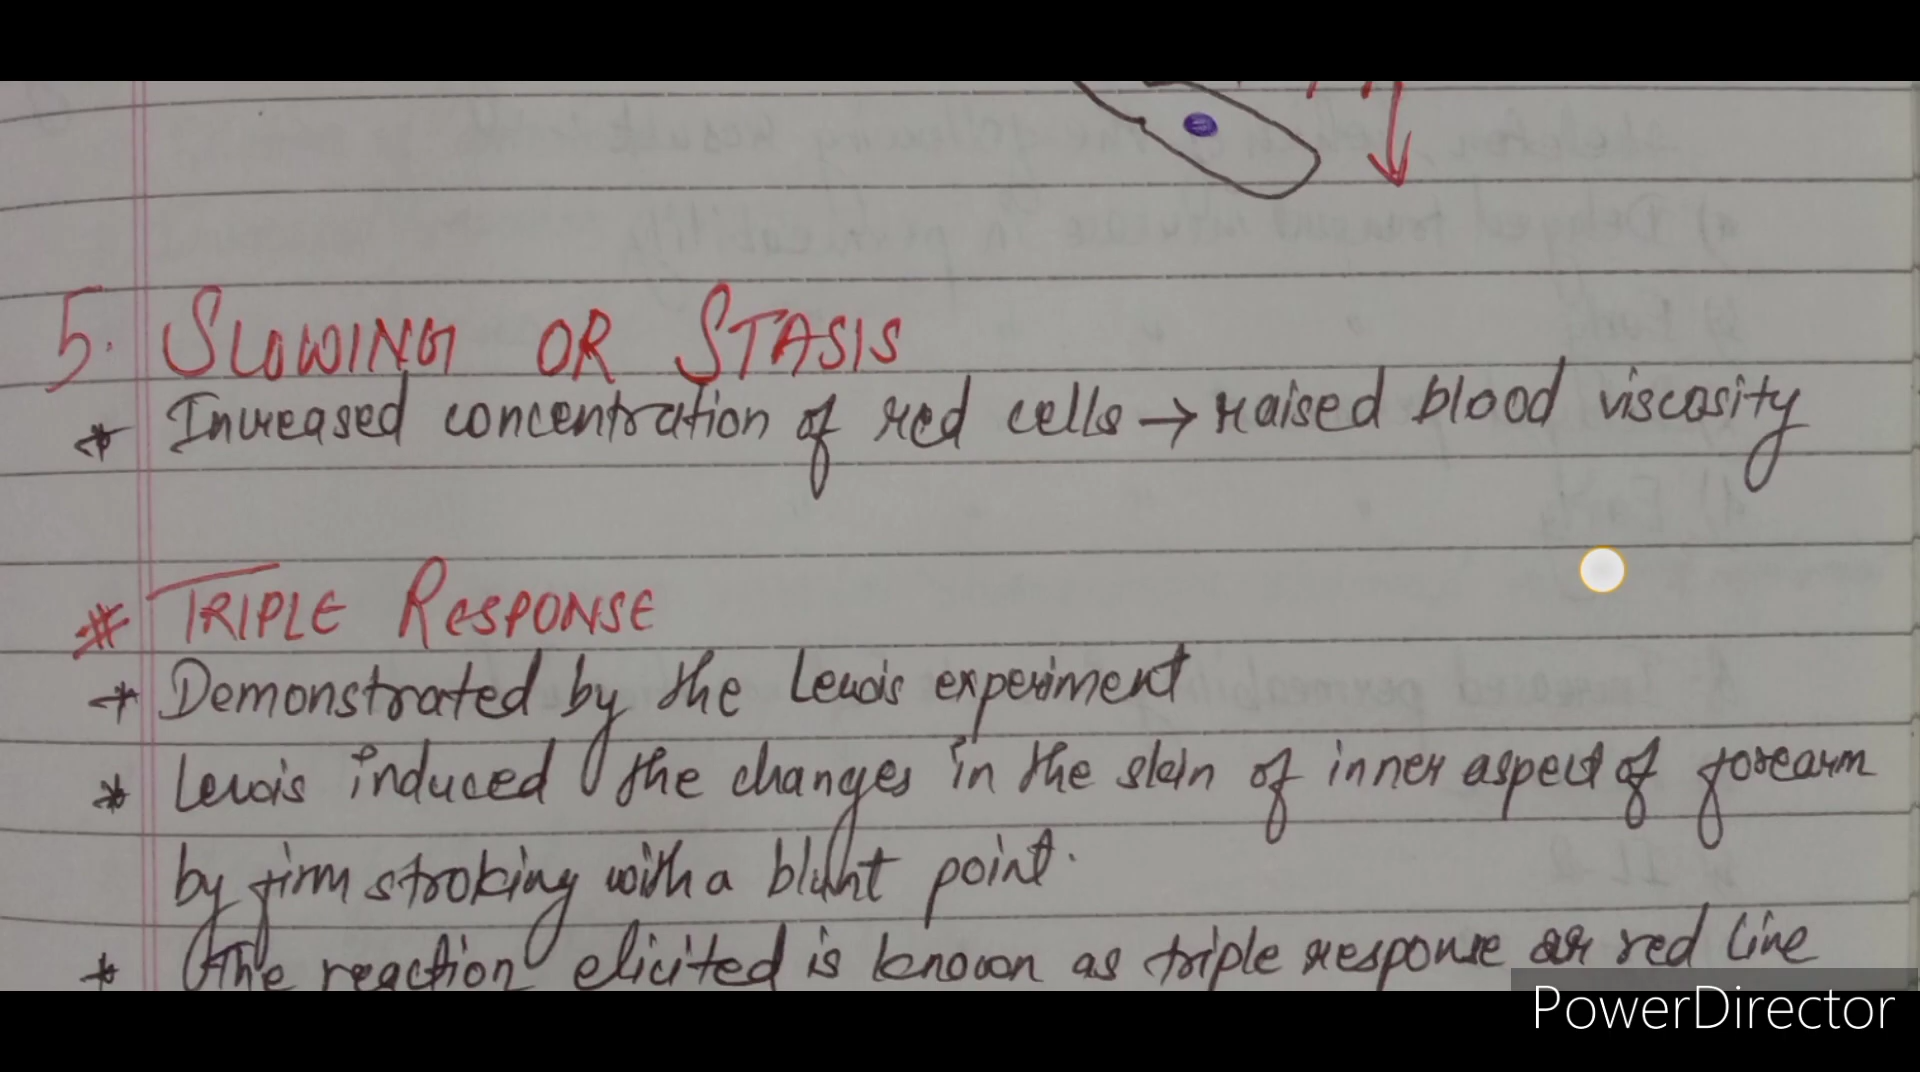 5. SLOWING OR STASIS
* Increased concentration of red cells → raised blood viscosity
# TRIPLE RESPONSE
* Demonstrated by the Lewis experiment
* Lewis induced the changes in the skin of inner aspect of forearm
by firm stroking with a blunt point.
* The reaction elicited is known as triple response or red line
PowerDirector